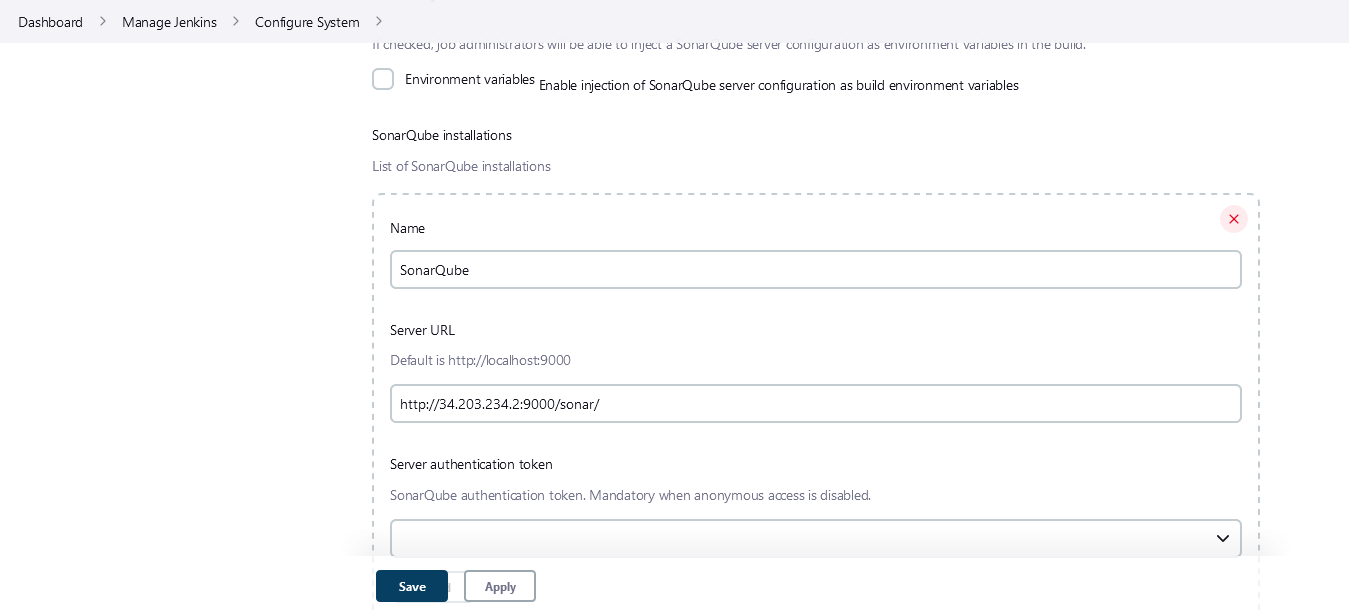 Dashboard > Manage Jenkins > Configure System >
If checked, job administrators will be able to inject a SonarQube server configuration as environment variables in the build.
Environment variables Enable injection of SonarQube server configuration as build environment variables
SonarQube installations
List of SonarQube installations
Name
SonarQube
Server URL
Default is http://localhost:9000
http://34.203.234.2:9000/sonar/
Server authentication token
SonarQube authentication token. Mandatory when anonymous access is disabled.
Save Apply